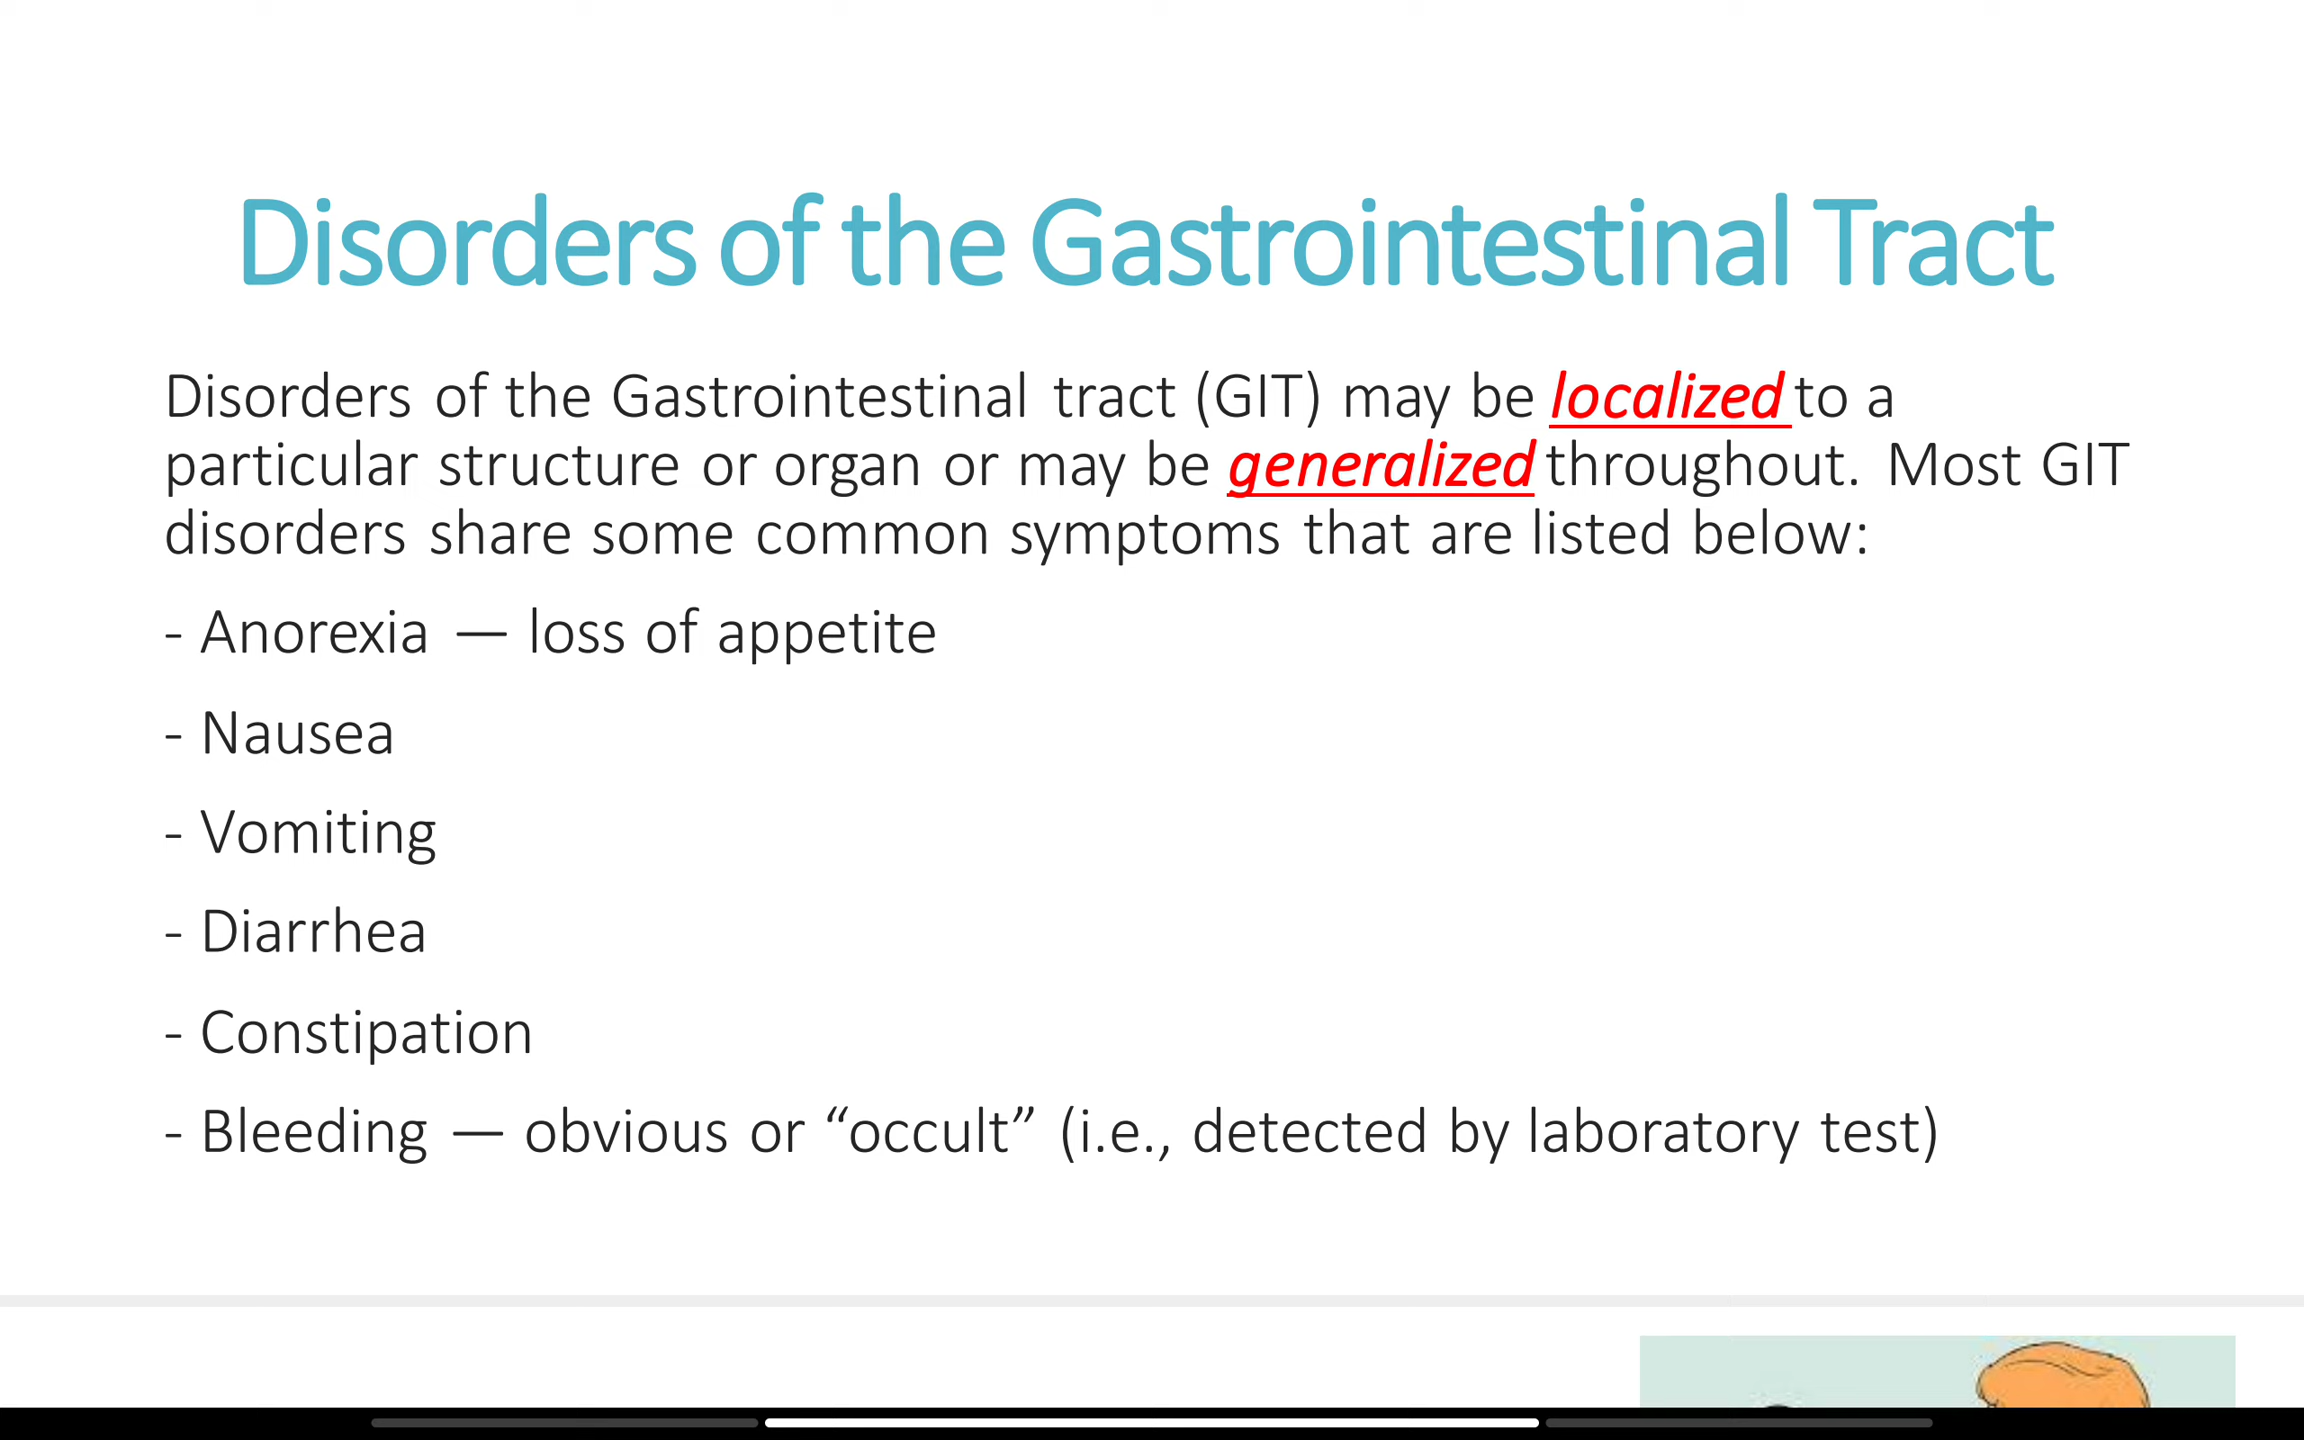 Disorders of the Gastrointestinal Tract
Disorders of the Gastrointestinal tract (GIT) may be localized to a
particular structure or organ or may be generalized throughout. Most GIT
disorders share some common symptoms that are listed below:
- Anorexia — loss of appetite
- Nausea
- Vomiting
- Diarrhea
- Constipation
- Bleeding — obvious or “occult” (i.e., detected by laboratory test)